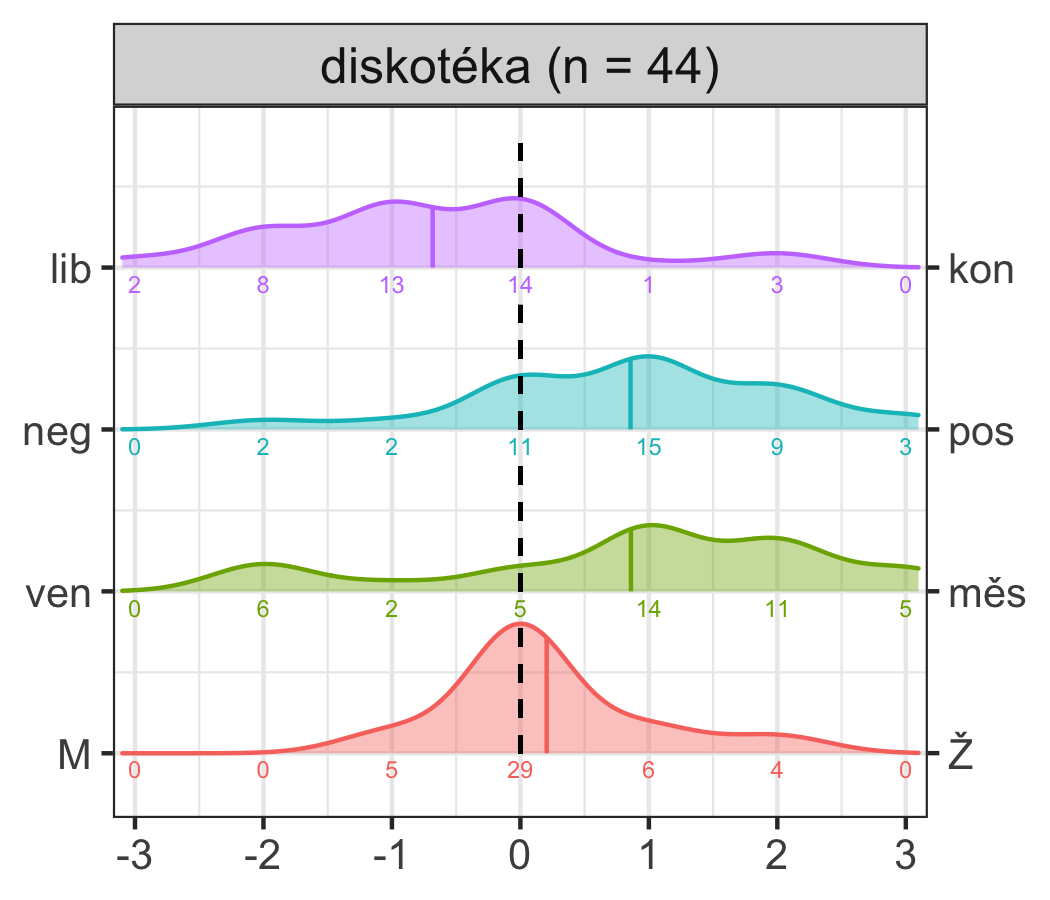 diskotéka (n = 44)
lib kon
2 8 13 14 1 3 0
neg pos
0 2 2 11 15 9 3
ven měs
0 6 2 5 14 11 5
M Ž
0 0 5 29 6 4 0
-3 -2 -1 0 1 2 3